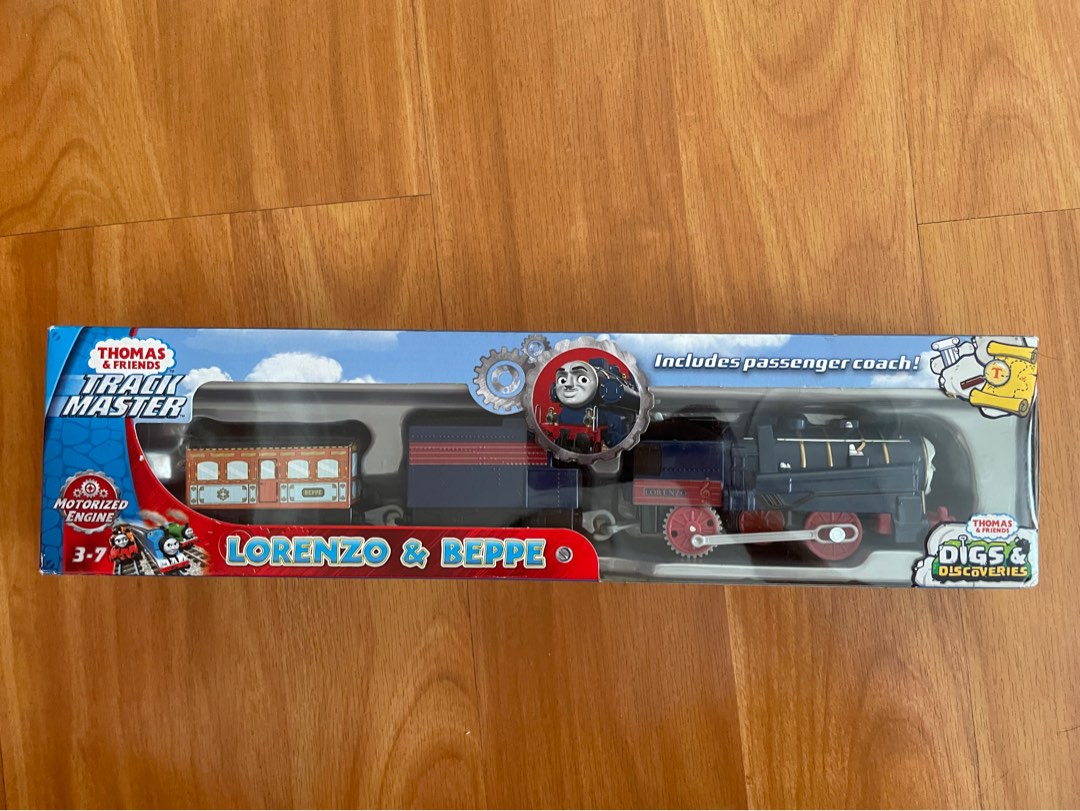 THOMAS
& FRIENDS
TRACK
MASTER
Includes passenger coach!
T
BEPPE
LORENZO
MOTORIZED
ENGINE
3-7
LORENZO & BEPPE
THOMAS
& FRIENDS
DIGS &
DISCOVERIES